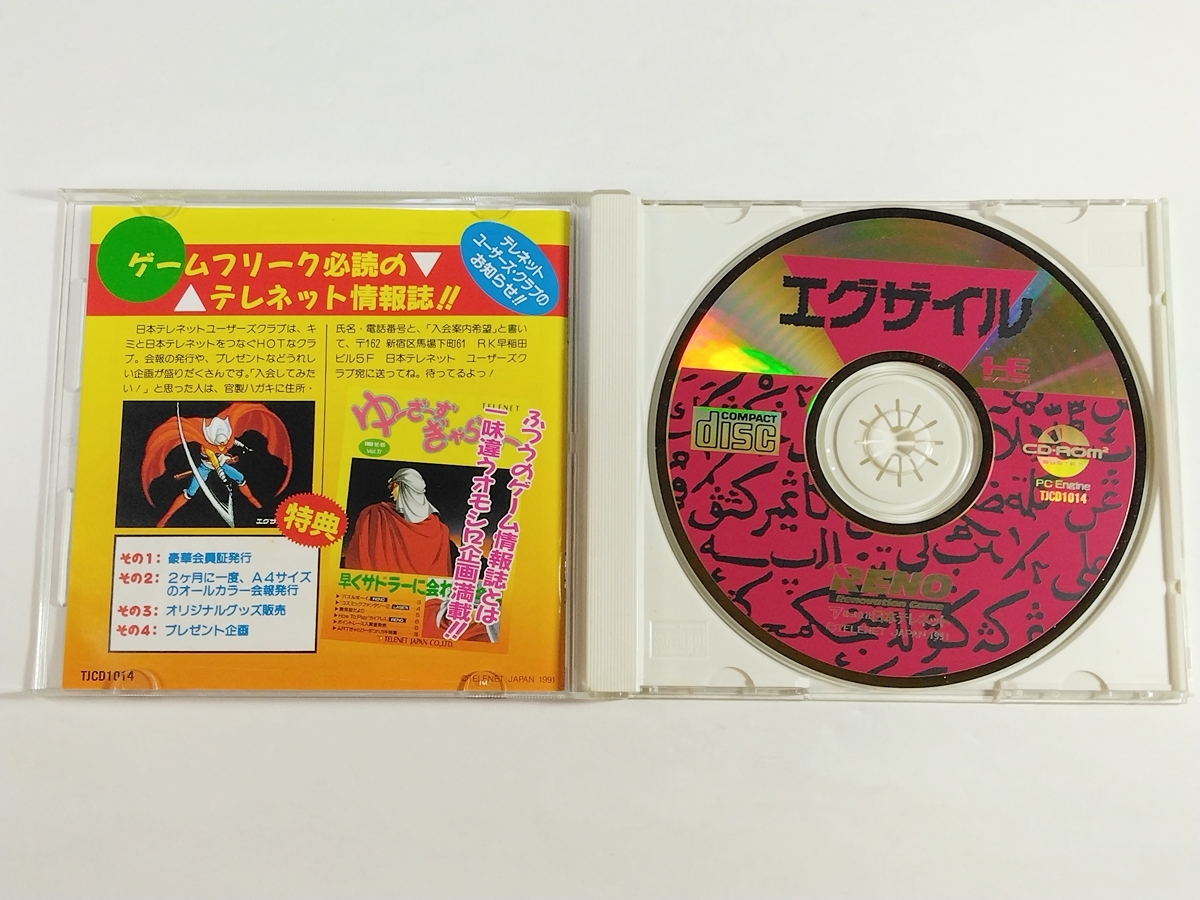 ゲームフリーク必読の▽
△テレネット情報誌!!
テレネット
ユーザーズ・クラブの
お知らせ!!
日本テレネットユーザーズクラブは、キ
ミと日本テレネットをつなぐHOTなクラ
ブ。会報の発行や、プレゼントなどうれし
い企画が盛りだくさんです。「入会してみた
い!」と思った人は、官製ハガキに住所・
氏名・電話番号と、「入会案内希望」と書い
て、〒162 新宿区馬場下町61 RK早稲田
ビル5F 日本テレネット ユーザーズク
ラブ宛に送ってね。待ってるよっ!
特典
その1: 豪華会員証発行
その2: 2ヶ月に一度、A4サイズ
のオールカラー会報発行
その3: オリジナルグッズ販売
その4: プレゼント企画
TELENET
ゆーざーず
ぎゃらりー
Vol.17
ふつうのゲーム情報誌とは
一味違うオモシロ企画満載!!
早くサドラーに会わ
TELENET JAPAN CO.,LTD.
TJCD1014
©TELENET JAPAN 1991
エグザイル
HE
COMPACT
disc
CD-ROM²
SYSTEM
PC Engine
TJCD1014
RENO
Renovation Game
©TELENET JAPAN 1991